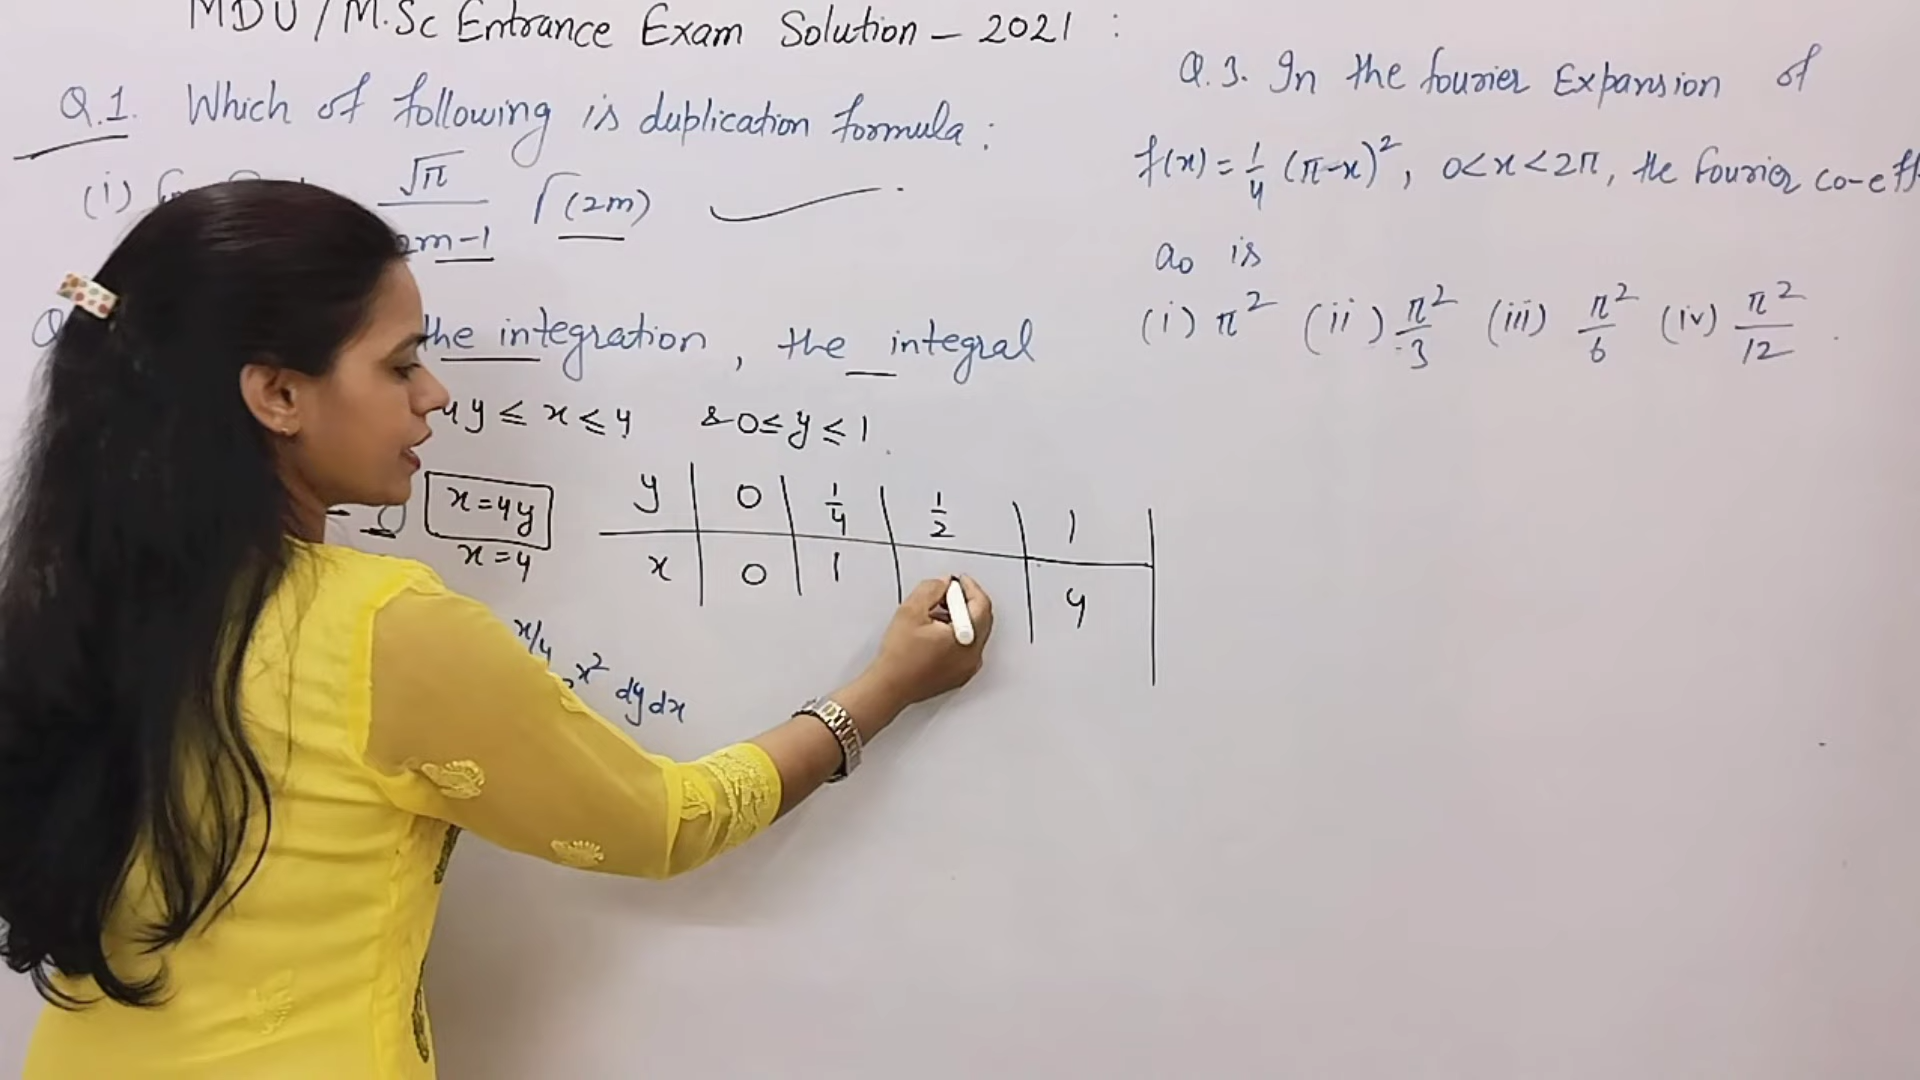 MDU / M.Sc Entrance Exam Solution - 2021 :
Q.1. Which of following is duplication formula :
(i) √π / 2m-1 Γ(2m)
the integration, the integral
4y ≤ x ≤ 4 & 0 ≤ y ≤ 1
x=4y
x=4
y | 0 | 1/4 | 1/2 | 1
x | 0 | 1 | | 4
x/4 x² dy dx
Q.3. In the fourier Expansion of
f(x) = 1/4 (π-x)², 0<x<2π, the Fourier co-eff
a₀ is
(i) π² (ii) π²/3 (iii) π²/6 (iv) π²/12